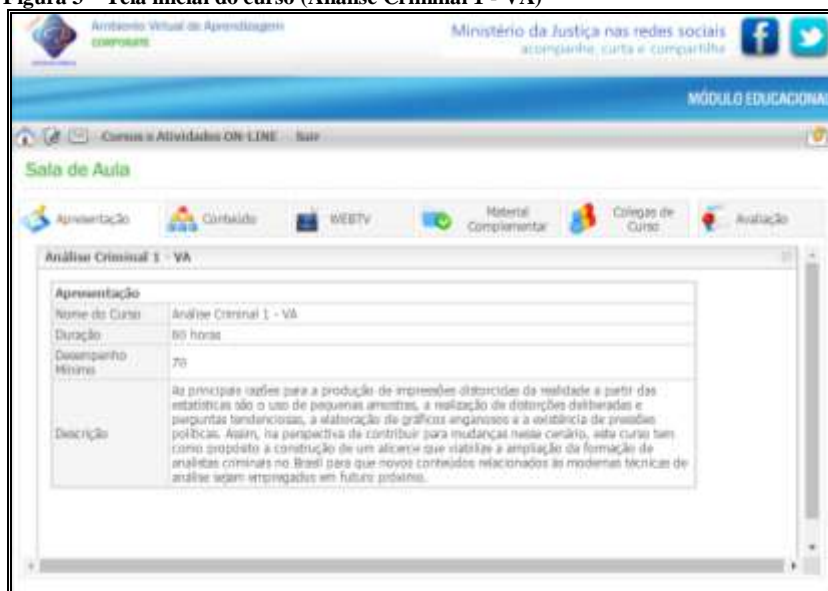 Figura 3 – Tela inicial do curso (Análise Criminal 1 - VA)
Ambiente Virtual de Aprendizagem
CORPORATE
Ministério da Justiça nas redes sociais
acompanhe, curta e compartilhe
MÓDULO EDUCACIONAL
Cursos e Atividades ON-LINE Sair
Sala de Aula
Apresentação Conteúdo WEBTV Material Complementar Colegas de Curso Avaliação
Análise Criminal 1 - VA
Apresentação
Nome do Curso Análise Criminal 1 - VA
Duração 60 horas
Desempenho Mínimo 70
Descrição
As principais razões para a produção de impressões distorcidas da realidade a partir das
estatísticas são o uso de pequenas amostras, a realização de distorções deliberadas e
perguntas tendenciosas, a elaboração de gráficos enganosos e a existência de pressões
políticas. Assim, na perspectiva de contribuir para mudanças nesse cenário, este curso tem
como propósito a construção de um alicerce que viabilize a ampliação da formação de
analistas criminais no Brasil para que novos conteúdos relacionados às modernas técnicas de
análise sejam empregados em futuro próximo.